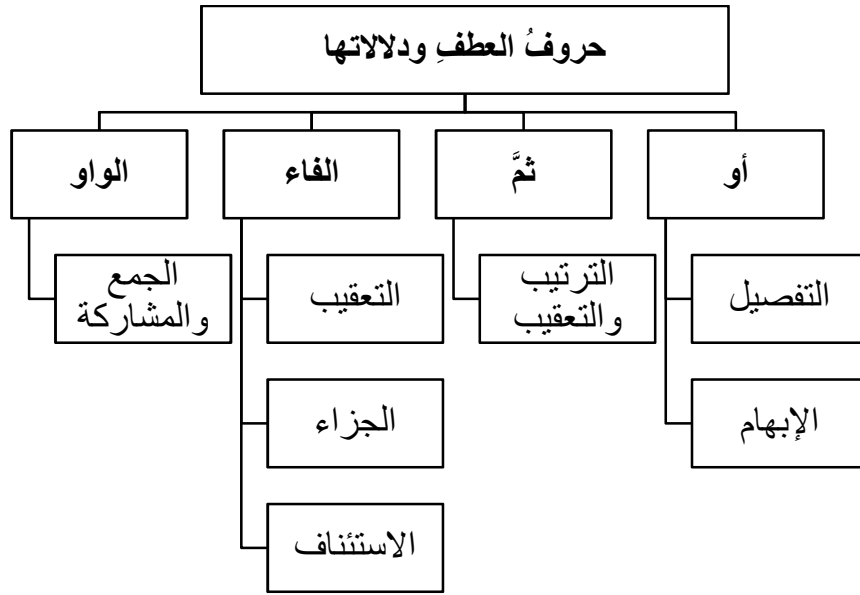 حروفُ العطفِ ودلالاتها
أو
ثمَّ
الفاء
الواو
التفصيل
الإبهام
الترتيب
والتعقيب
التعقيب
الجزاء
الاستئناف
الجمع
والمشاركة